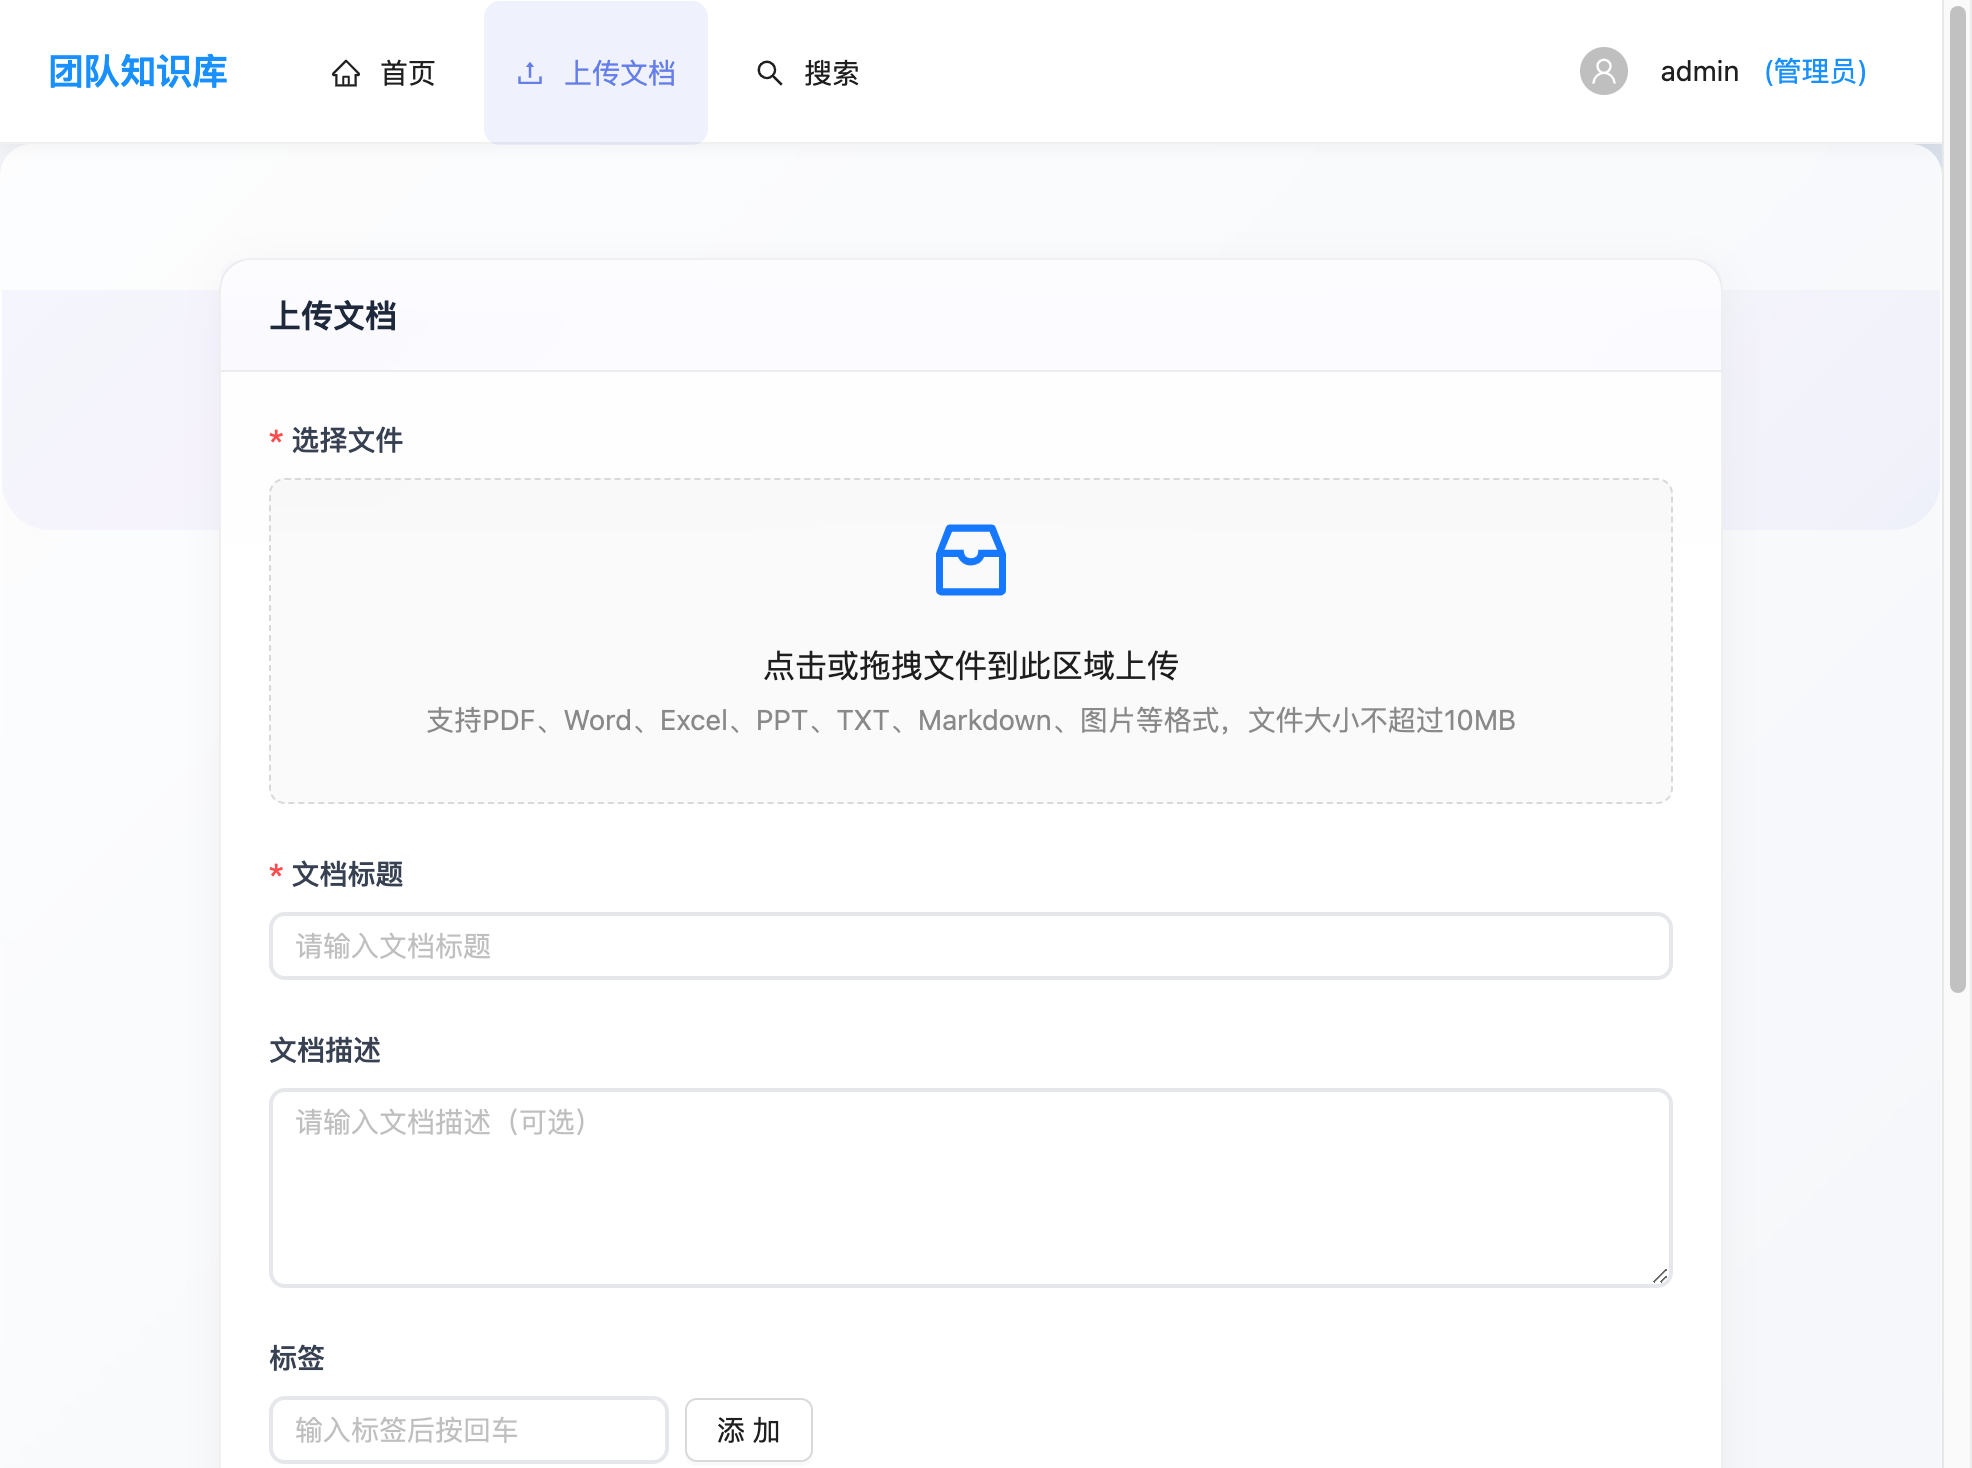 团队知识库 首页 上传文档 搜索 admin (管理员)
上传文档
* 选择文件
点击或拖拽文件到此区域上传
支持PDF、Word、Excel、PPT、TXT、Markdown、图片等格式，文件大小不超过10MB
* 文档标题
请输入文档标题
文档描述
请输入文档描述（可选）
标签
输入标签后按回车 添 加